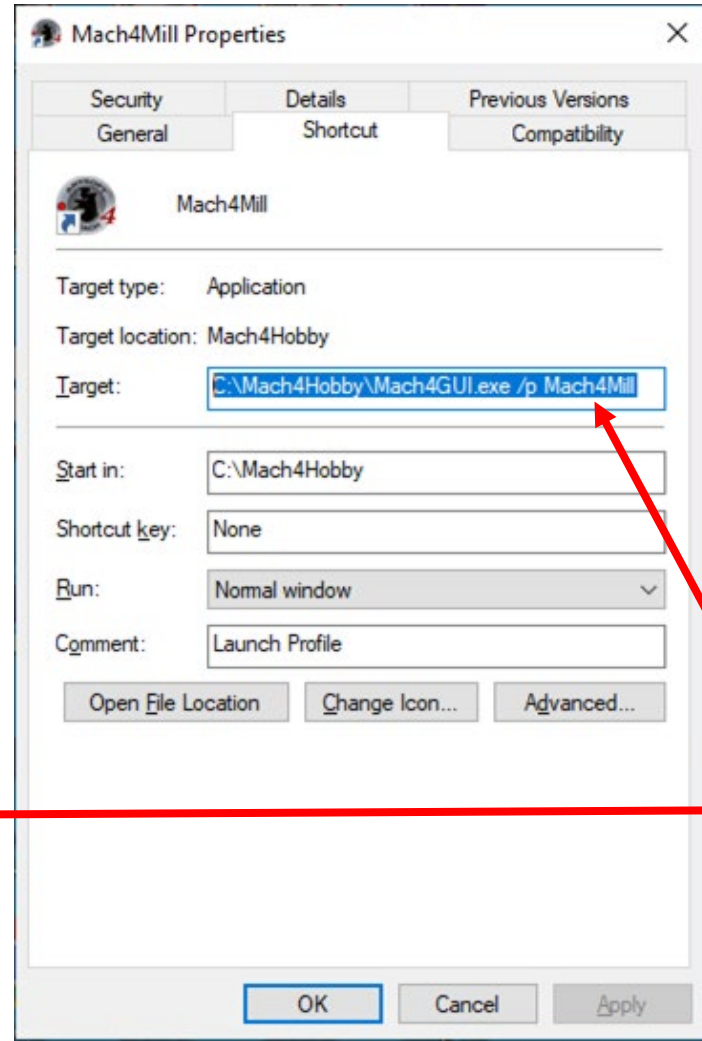 Mach4Mill Properties
Security Details Previous Versions
General Shortcut Compatibility
4
Mach4Mill
Target type: Application
Target location: Mach4Hobby
Target: C:\Mach4Hobby\Mach4GUI.exe /p Mach4Mill
Start in: C:\Mach4Hobby
Shortcut key: None
Run: Normal window
Comment: Launch Profile
Open File Location Change Icon... Advanced...
OK Cancel Apply